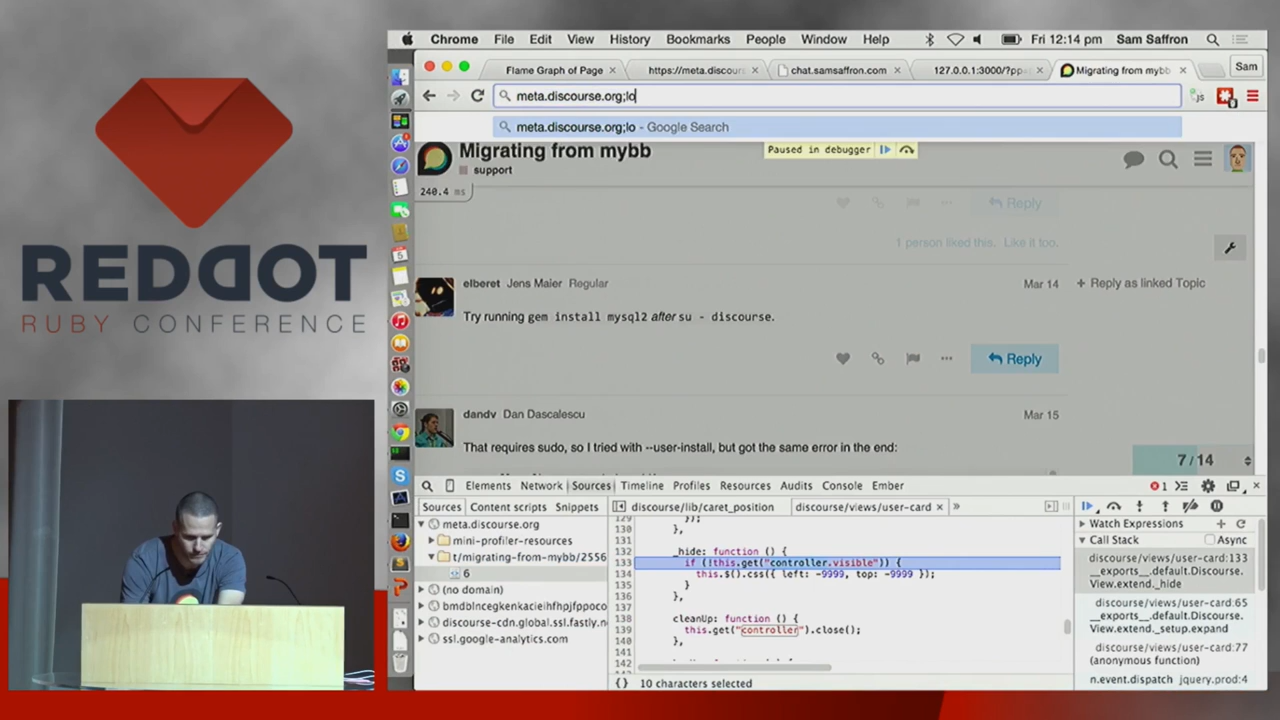 REDDOT
RUBY CONFERENCE
Chrome File Edit View History Bookmarks People Window Help Fri 12:14 pm Sam Saffron
Flame Graph of Page
https://meta.discours
chat.samsaffron.com
127.0.0.1:3000/?pp=
Migrating from mybb
Sam
meta.discourse.org;lo
meta.discourse.org;lo - Google Search
Migrating from mybb
support
Paused in debugger
240.4 ms
Reply
1 person liked this. Like it too.
elberet Jens Maier Regular Mar 14
+ Reply as linked Topic
Try running gem install mysql2 after su - discourse.
Reply
dandv Dan Dascalescu Mar 15
That requires sudo, so I tried with --user-install, but got the same error in the end:
7 / 14
Elements Network Sources Timeline Profiles Resources Audits Console Ember 1
Sources Content scripts Snippets
meta.discourse.org
mini-profiler-resources
t/migrating-from-mybb/2556
6
(no domain)
discourse-cdn.global.ssl.fastly.n
ssl.google-analytics.com
discourse/lib/caret_position discourse/views/user-card × »
129 });
130 },
131
132 _hide: function () {
133 if (!this.get("controller.visible")) {
134 this.$().css({ left: -9999, top: -9999 });
135 }
136 },
137
138 cleanUp: function () {
139 this.get("controller").close();
140 },
141
142
{} 10 characters selected
Watch Expressions
Call Stack Async
discourse/views/user-card:133
__exports__.default.Discourse.
View.extend._hide
discourse/views/user-card:65
__exports__.default.Discourse.
View.extend._setup.expand
discourse/views/user-card:77
(anonymous function)
n.event.dispatch jquery.prod:4